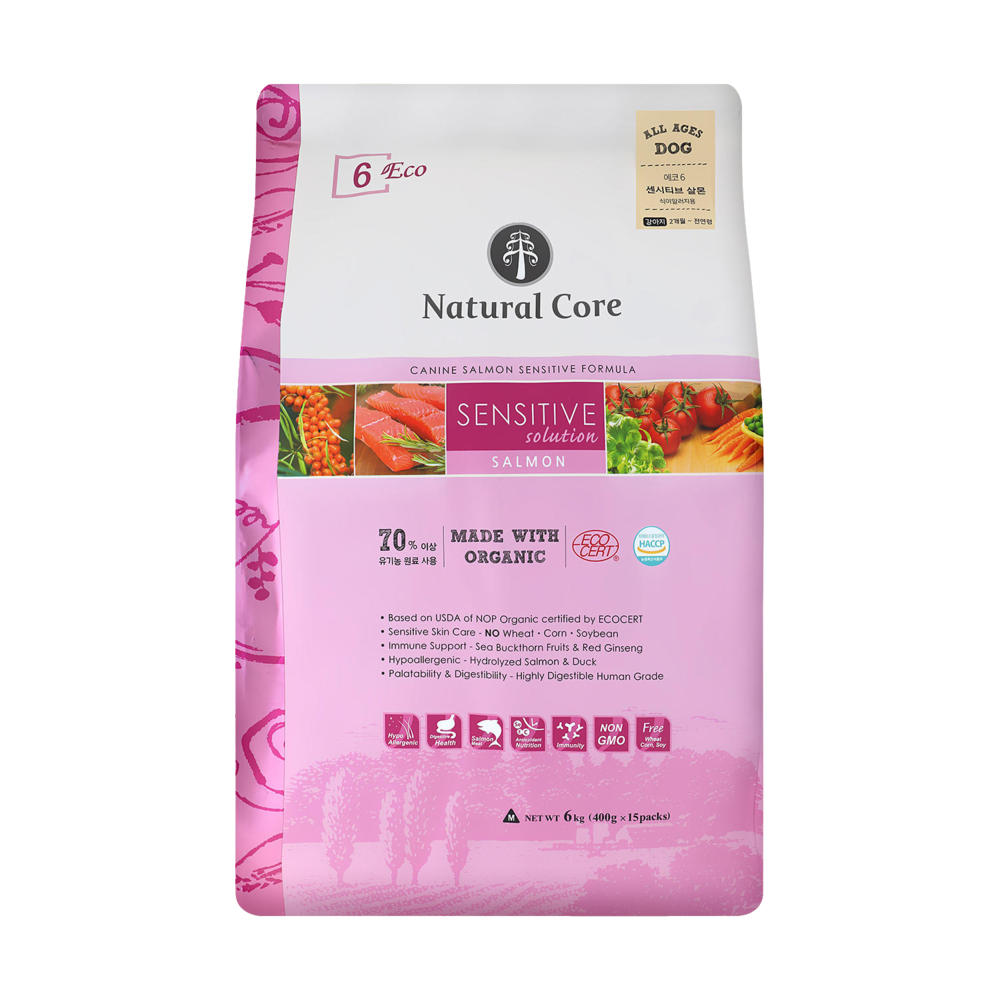 6 Eco
ALL AGES
DOG
에코 6
센시티브 살몬
식이알러지용
강아지 2개월 ~ 전연령
Natural Core
CANINE SALMON SENSITIVE FORMULA
SENSITIVE
solution
SALMON
70% 이상
유기농 원료 사용
MADE WITH
ORGANIC
ECO
CERT
®
HACCP
• Based on USDA of NOP Organic certified by ECOCERT
• Sensitive Skin Care - NO Wheat · Corn · Soybean
• Immune Support - Sea Buckthorn Fruits & Red Ginseng
• Hypoallergenic - Hydrolyzed Salmon & Duck
• Palatability & Digestibility - Highly Digestible Human Grade
Hypo
Allergenic
Digestive
Health
Salmon
Meal
Antioxidant
Nutrition
Immunity
NON
GMO
Free
Wheat
Corn, Soy
M NET WT 6kg (400g × 15packs)